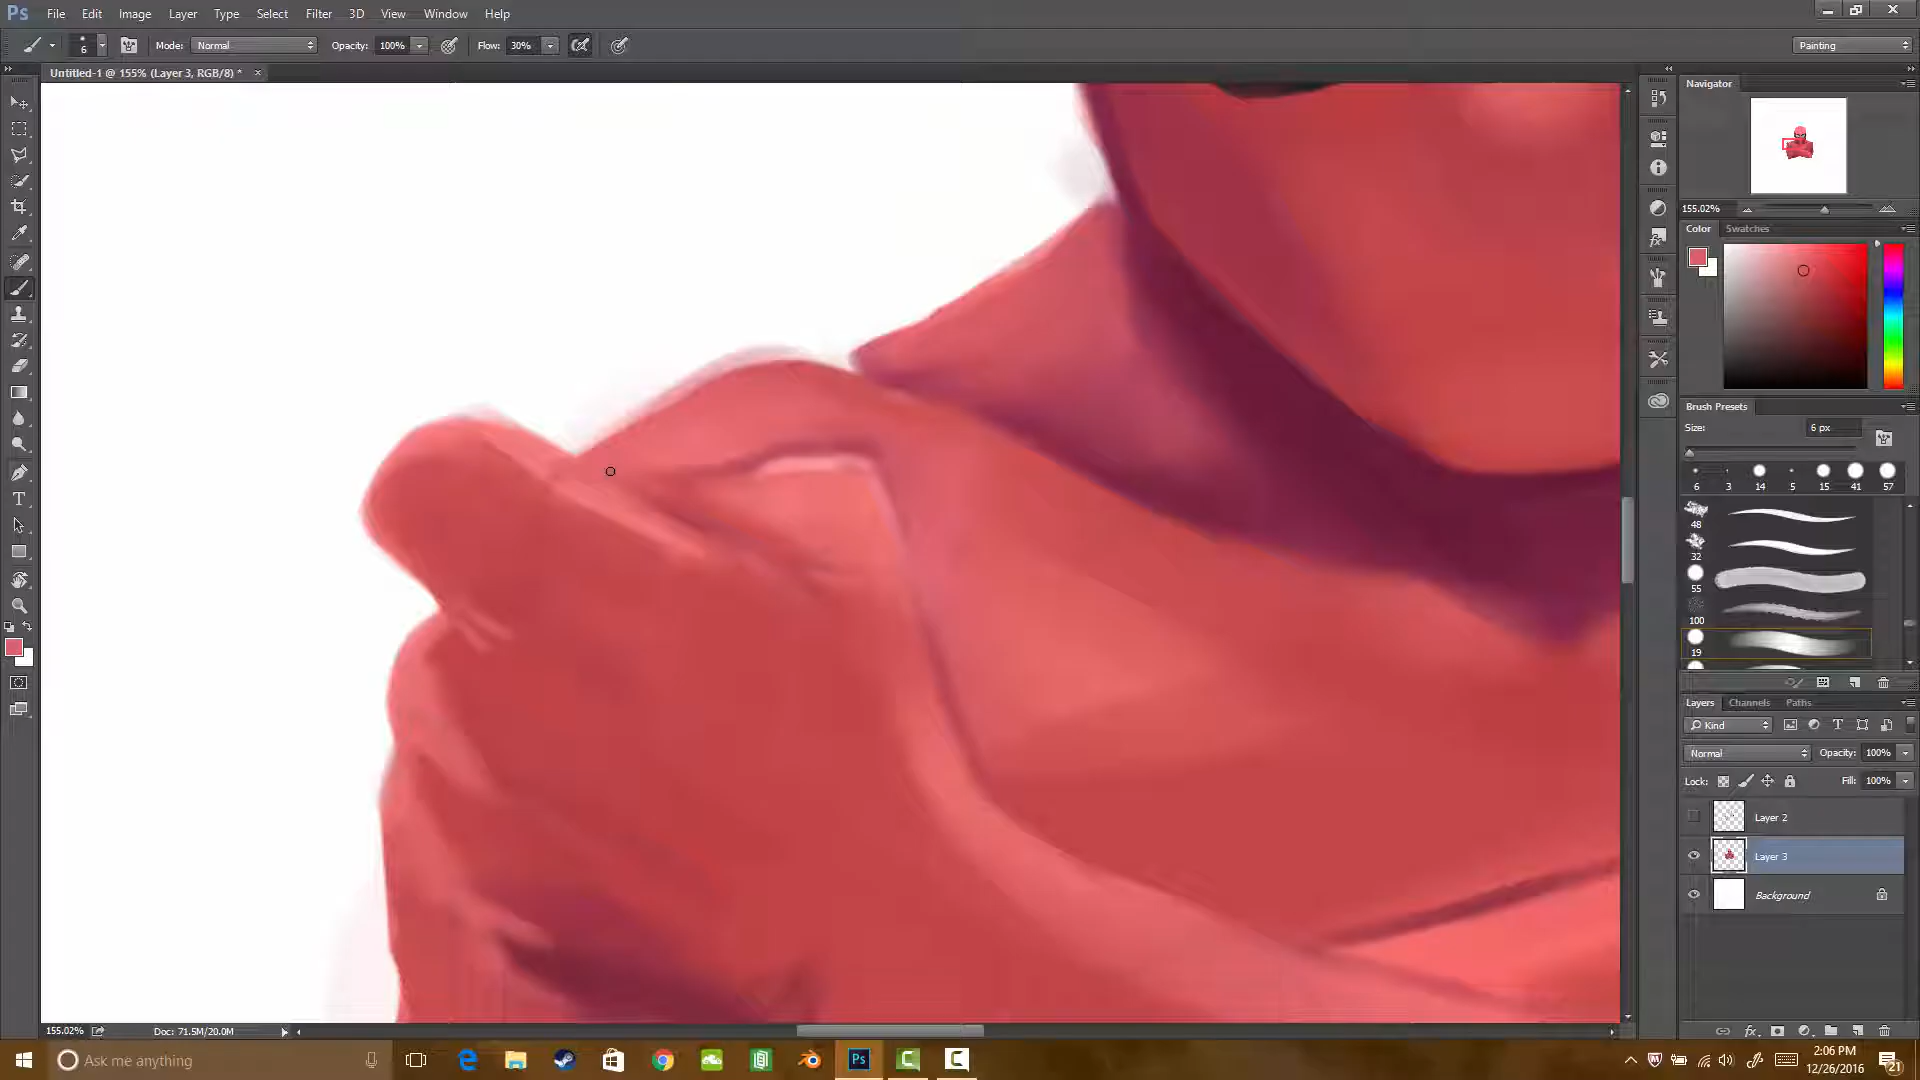 Ps File Edit Image Layer Type Select Filter 3D View Window Help
6 Mode: Normal Opacity: 100% Flow: 30% Painting
Untitled-1 @ 155% (Layer 3, RGB/8) * ×
Navigator
155.02%
Color Swatches
Brush Presets
Size: 6 px
6 3 14 5 15 41 57
48
32
55
100
19
Layers Channels Paths
Kind
Normal Opacity: 100%
Lock: Fill: 100%
Layer 2
Layer 3
Background
155.02% Doc: 71.5M/20.0M
Ask me anything
Ps
2:06 PM
12/26/2016
21